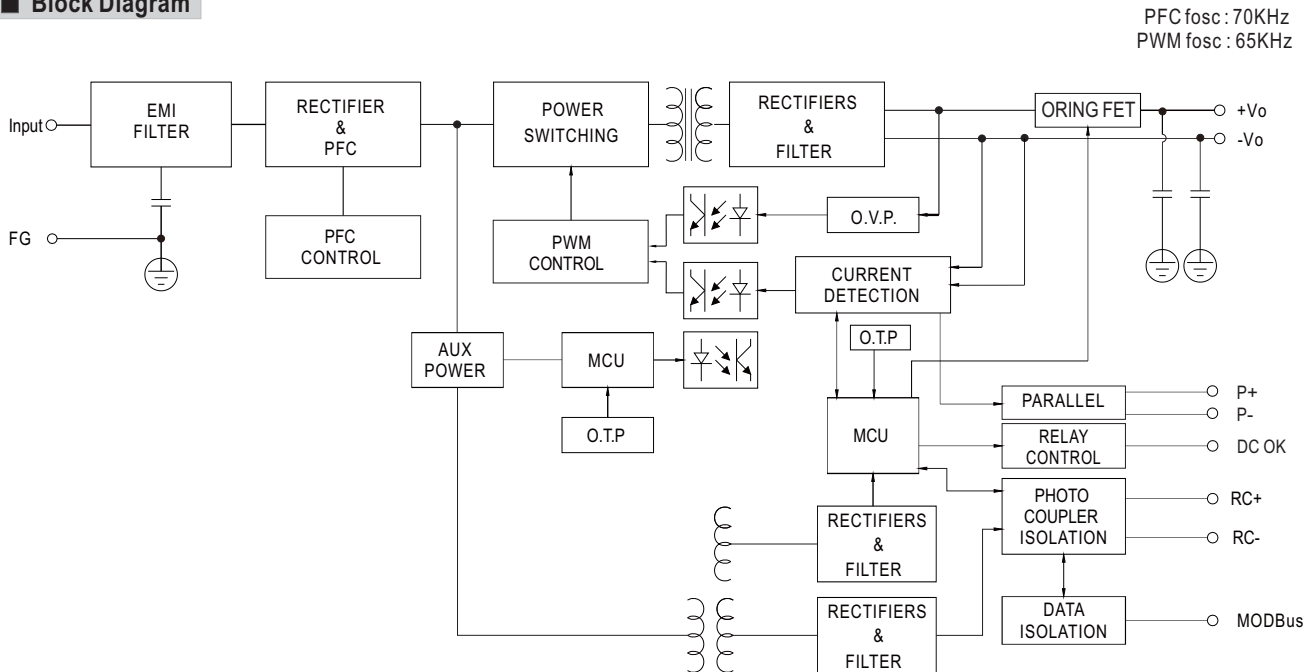 Block Diagram
PFC fosc : 70KHz
PWM fosc : 65KHz
Input
EMI
FILTER
RECTIFIER
&
PFC
POWER
SWITCHING
RECTIFIERS
&
FILTER
ORING FET
+Vo
-Vo
FG
PFC
CONTROL
PWM
CONTROL
O.V.P.
CURRENT
DETECTION
AUX
POWER
MCU
O.T.P
O.T.P
MCU
PARALLEL
P+
P-
RELAY
CONTROL
DC OK
PHOTO
COUPLER
ISOLATION
RC+
RC-
RECTIFIERS
&
FILTER
RECTIFIERS
&
FILTER
DATA
ISOLATION
MODBus